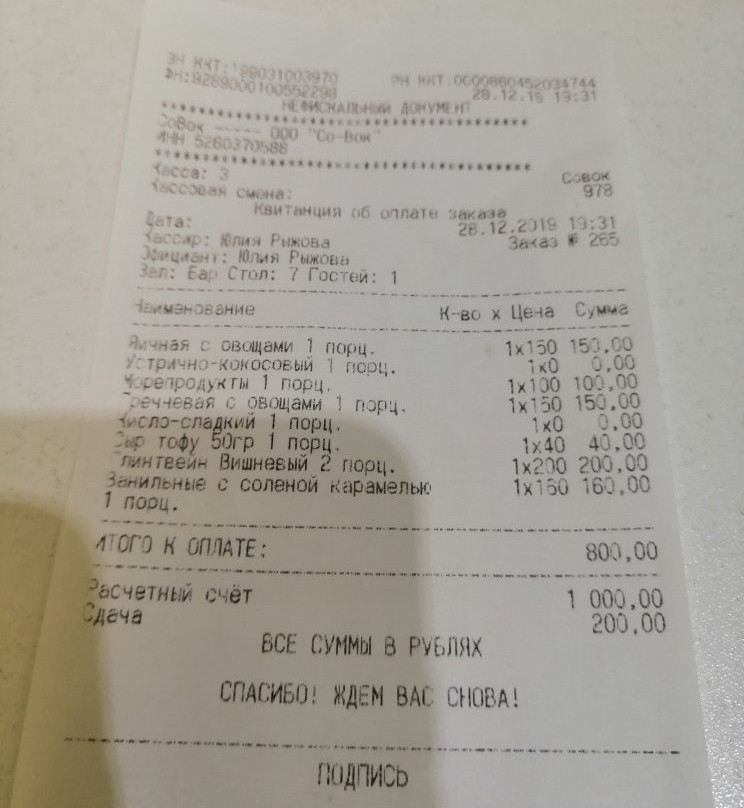 ЗН ККТ:199031003970 РН ККТ:0000860452034744
ФН:9289000100552298 28.12.19 19:31
НЕФИСКАЛЬНЫЙ ДОКУМЕНТ
СоВок ----- ООО "Со-Вок"
ИНН 5260370588
Касса: 3 Совок
Кассовая смена: 978
Квитанция об оплате заказа
Дата: 28.12.2019 19:31
Кассир: Юлия Рыжова Заказ № 265
Официант: Юлия Рыжова
Зал: Бар Стол: 7 Гостей: 1
Наименование К-во х Цена Сумма
Яичная с овощами 1 порц. 1х150 150,00
Устрично-кокосовый 1 порц. 1х0 0,00
Морепродукты 1 порц. 1х100 100,00
Гречневая с овощами 1 порц. 1х150 150,00
Кисло-сладкий 1 порц. 1х0 0,00
Сыр тофу 50гр 1 порц. 1х40 40,00
Глинтвейн Вишневый 2 порц. 1х200 200,00
Ванильные с соленой карамелью 1х160 160,00
1 порц.
ИТОГО К ОПЛАТЕ: 800,00
Расчетный счёт 1 000,00
Сдача 200,00
ВСЕ СУММЫ В РУБЛЯХ
СПАСИБО! ЖДЕМ ВАС СНОВА!
ПОДПИСЬ